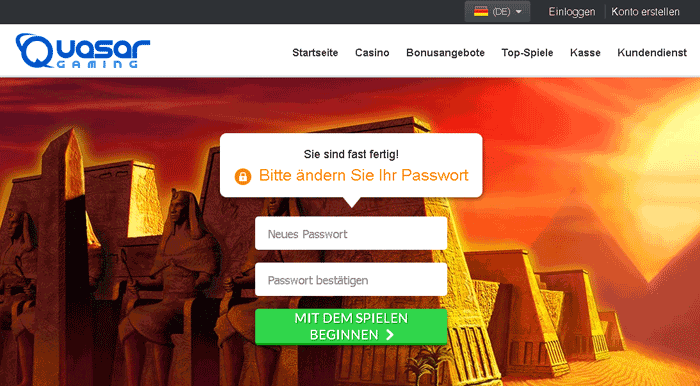 (DE)
Einloggen
Konto erstellen
Quasar
GAMING
Startseite Casino Bonusangebote Top-Spiele Kasse Kundendienst
Sie sind fast fertig!
Bitte ändern Sie Ihr Passwort
Neues Passwort
Passwort bestätigen
MIT DEM SPIELEN
BEGINNEN